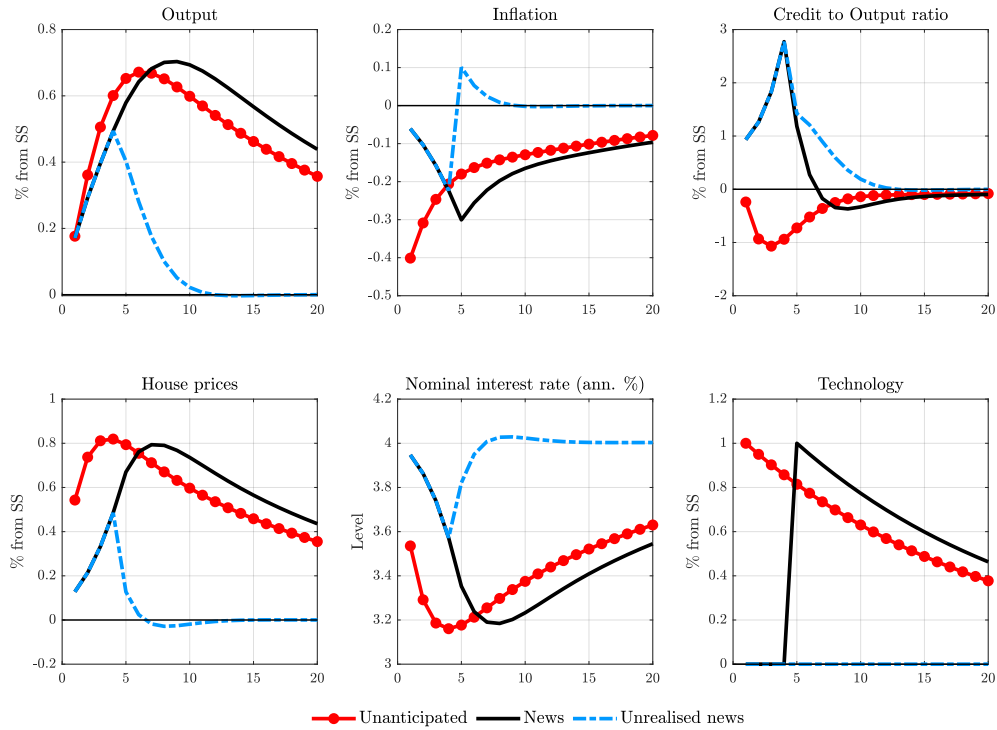 Output
Inflation
Credit to Output ratio
% from SS
0.8
0.6
0.4
0.2
0
0 5 10 15 20
% from SS
0.2
0.1
0
-0.1
-0.2
-0.3
-0.4
-0.5
0 5 10 15 20
% from SS
3
2
1
0
-1
-2
0 5 10 15 20
House prices
Nominal interest rate (ann. %)
Technology
% from SS
1
0.8
0.6
0.4
0.2
0
-0.2
0 5 10 15 20
Level
4.2
4
3.8
3.6
3.4
3.2
3
0 5 10 15 20
% from SS
1.2
1
0.8
0.6
0.4
0.2
0
0 5 10 15 20
Unanticipated News Unrealised news